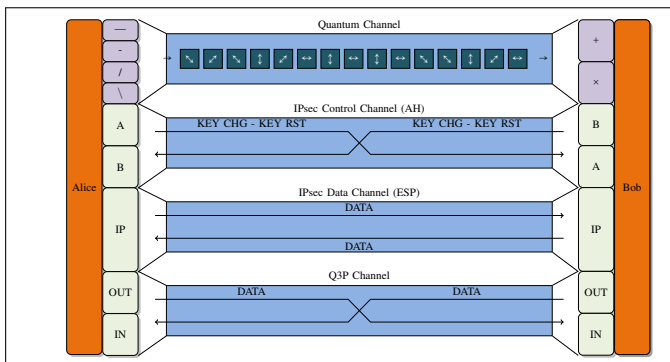 Quantum Channel
—
-
/
\
+
×
IPsec Control Channel (AH)
KEY CHG - KEY RST
KEY CHG - KEY RST
A
B
B
A
Alice
Bob
IPsec Data Channel (ESP)
DATA
DATA
IP
IP
Q3P Channel
DATA
DATA
OUT
IN
OUT
IN